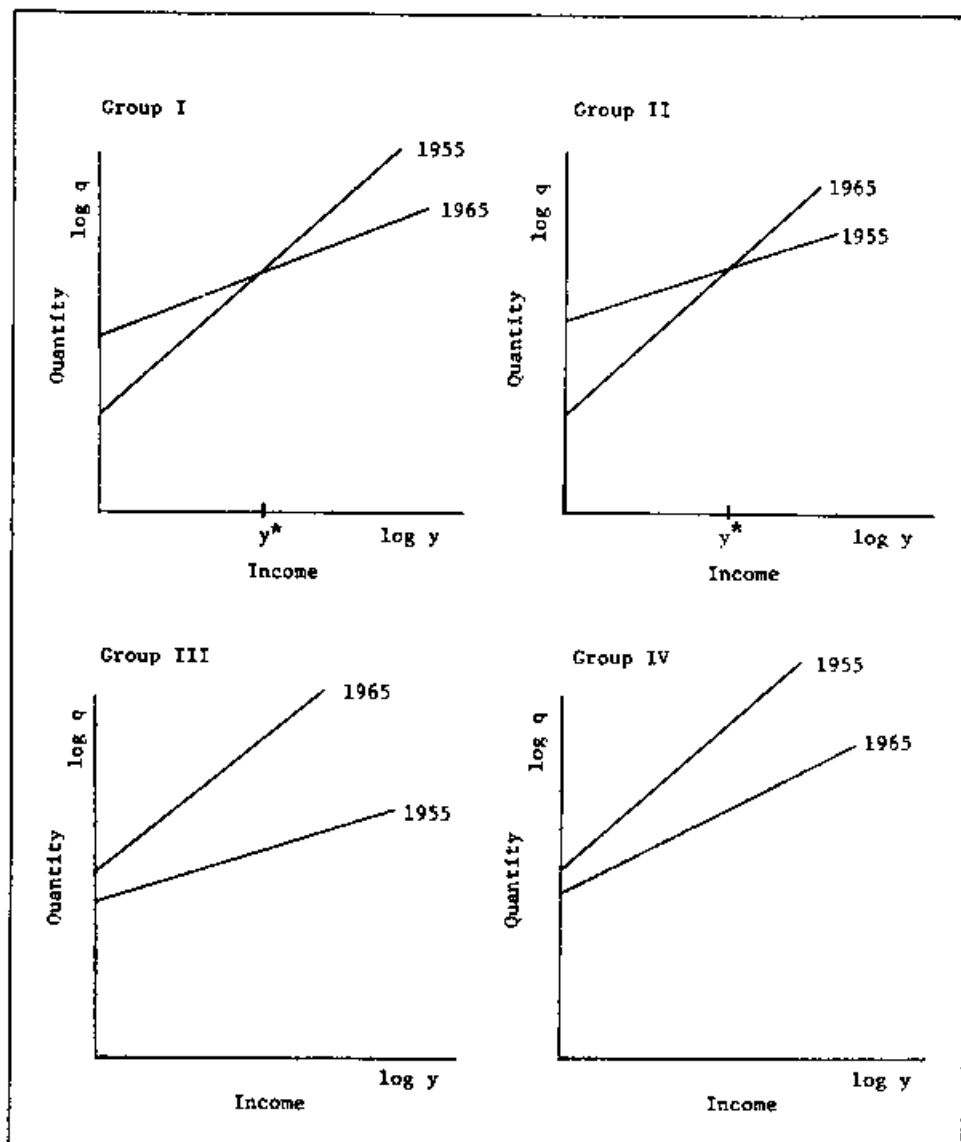 Group I
1955
1965
log q
Quantity
y*
log y
Income
Group II
1965
1955
log q
Quantity
y*
log y
Income
Group III
1965
1955
log q
Quantity
log y
Income
Group IV
1955
1965
log q
Quantity
log y
Income